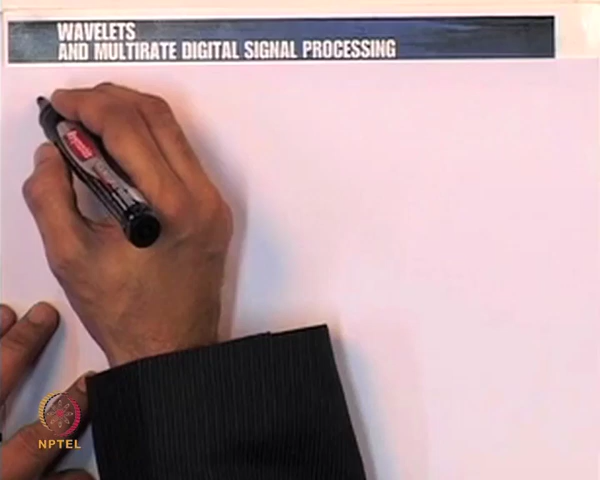 WAVELETS
AND MULTIRATE DIGITAL SIGNAL PROCESSING
NPTEL